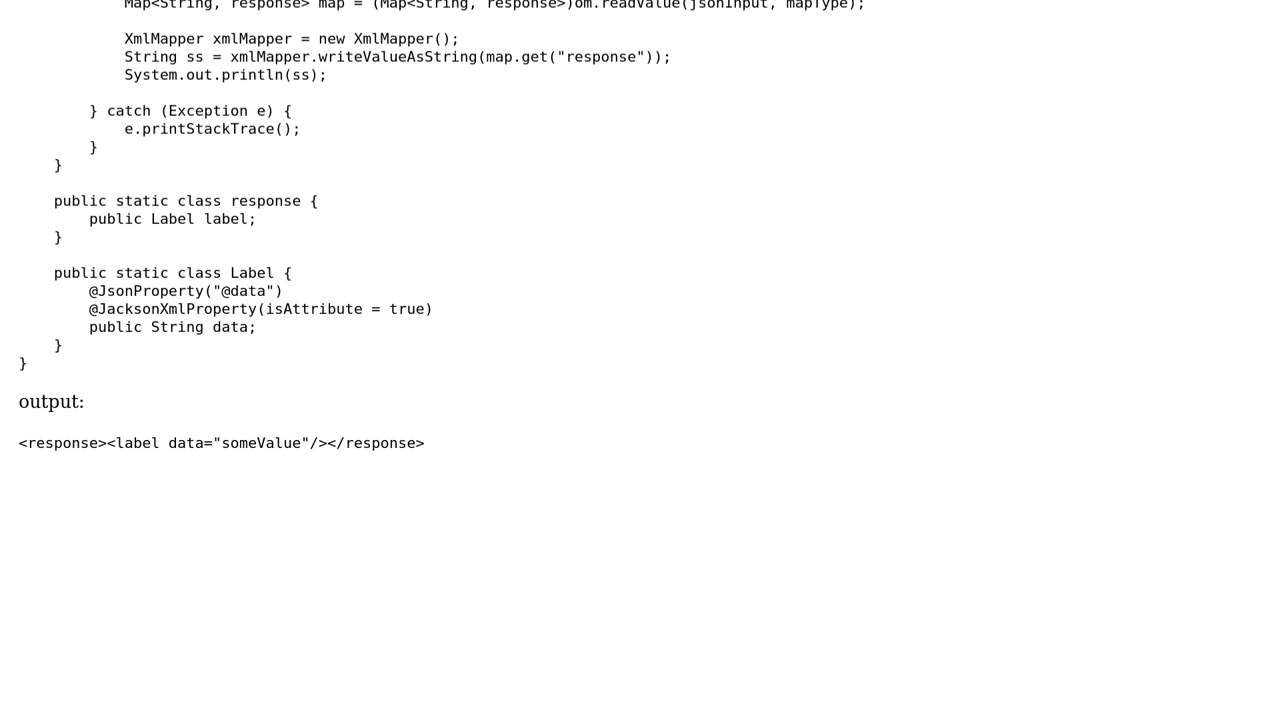 Map<String, response> map = (Map<String, response>)om.readValue(jsonInput, mapType);
XmlMapper xmlMapper = new XmlMapper();
String ss = xmlMapper.writeValueAsString(map.get("response"));
System.out.println(ss);
} catch (Exception e) {
e.printStackTrace();
}
}
public static class response {
public Label label;
}
public static class Label {
@JsonProperty("@data")
@JacksonXmlProperty(isAttribute = true)
public String data;
}
}
output:
<response><label data="someValue"/></response>